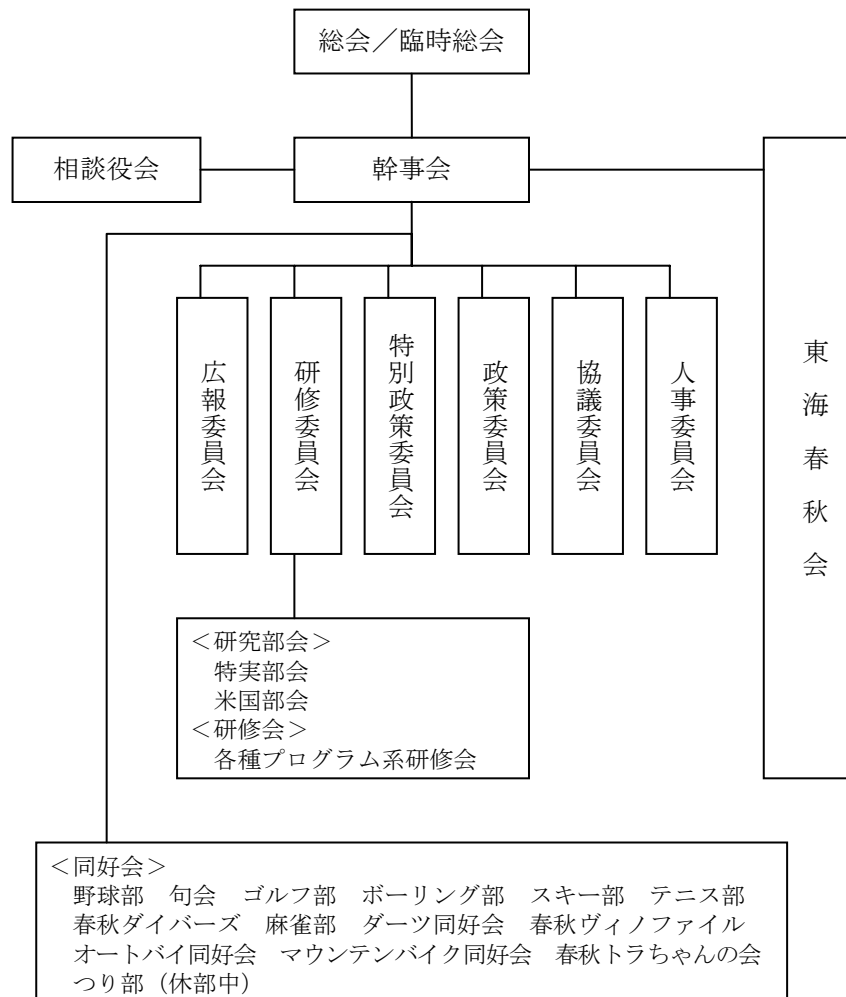 総会／臨時総会
相談役会
幹事会
東海春秋会
広報委員会
研修委員会
特別政策委員会
政策委員会
協議委員会
人事委員会
＜研究部会＞
特実部会
米国部会
＜研修会＞
各種プログラム系研修会
＜同好会＞
野球部　句会　ゴルフ部　ボーリング部　スキー部　テニス部
春秋ダイバーズ　麻雀部　ダーツ同好会　春秋ヴィノファイル
オートバイ同好会　マウンテンバイク同好会　春秋トラちゃんの会
つり部（休部中）